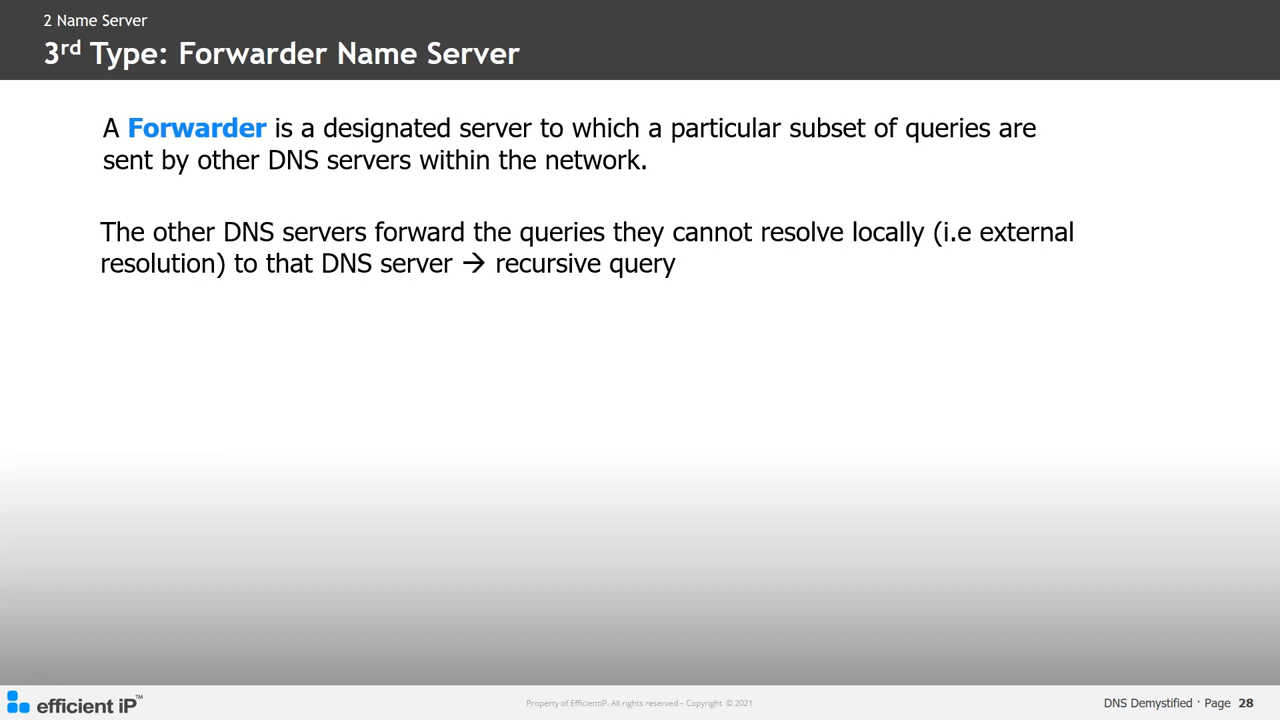 2 Name Server
3rd Type: Forwarder Name Server
A Forwarder is a designated server to which a particular subset of queries are
sent by other DNS servers within the network.
The other DNS servers forward the queries they cannot resolve locally (i.e external
resolution) to that DNS server → recursive query
efficient iP™
Property of EfficientiP. All rights reserved – Copyright © 2021
DNS Demystified · Page 28